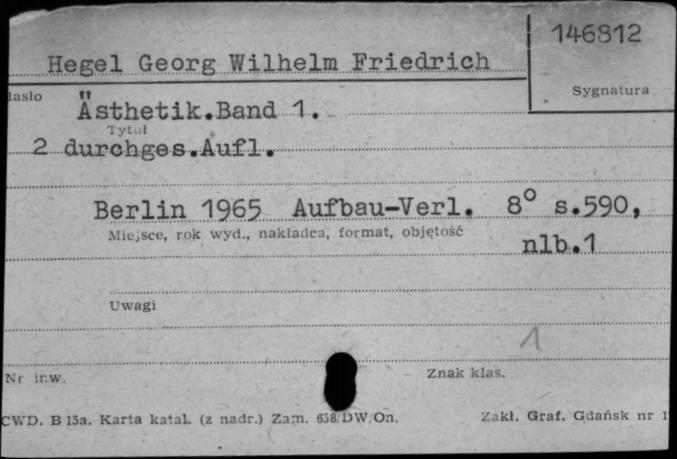 146812
Hegel Georg Wilhelm Friedrich
Sygnatura
Hasło
Ästhetik.Band 1.
Tytuł
2 durchges.Aufl.
Berlin 1965 Aufbau-Verl. 8° s.590,
Miejsce, rok wyd., nakładca, format, objętość
nlb.1
Uwagi
1
Nr inw.
Znak klas.
CWD. B 15a. Karta katal. (z nadr.) Zam. 638/DW/On.
Zakł. Graf. Gdańsk nr 1